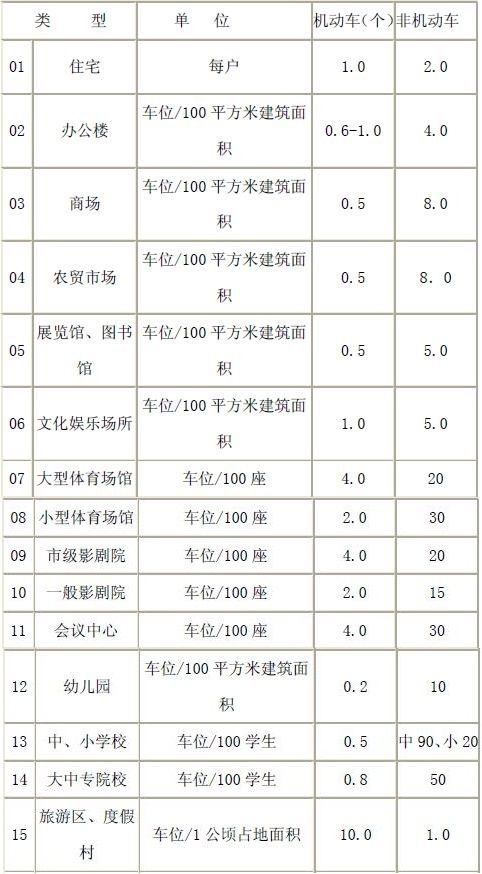 类 型 单 位 机动车(个) 非机动车
01 住宅 每户 1.0 2.0
02 办公楼 车位/100 平方米建筑面积 0.6-1.0 4.0
03 商场 车位/100 平方米建筑面积 0.5 8.0
04 农贸市场 车位/100 平方米建筑面积 0.5 8. 0
05 展览馆、图书馆 车位/100 平方米建筑面积 0.5 5.0
06 文化娱乐场所 车位/100 平方米建筑面积 1.0 5.0
07 大型体育场馆 车位/100 座 4.0 20
08 小型体育场馆 车位/100 座 2.0 30
09 市级影剧院 车位/100 座 4.0 20
10 一般影剧院 车位/100 座 2.0 15
11 会议中心 车位/100 座 4.0 30
12 幼儿园 车位/100 平方米建筑面积 0.2 10
13 中、小学校 车位/100 学生 0.5 中 90、小 20
14 大中专院校 车位/100 学生 0.8 50
15 旅游区、度假村 车位/1 公顷占地面积 10.0 1.0